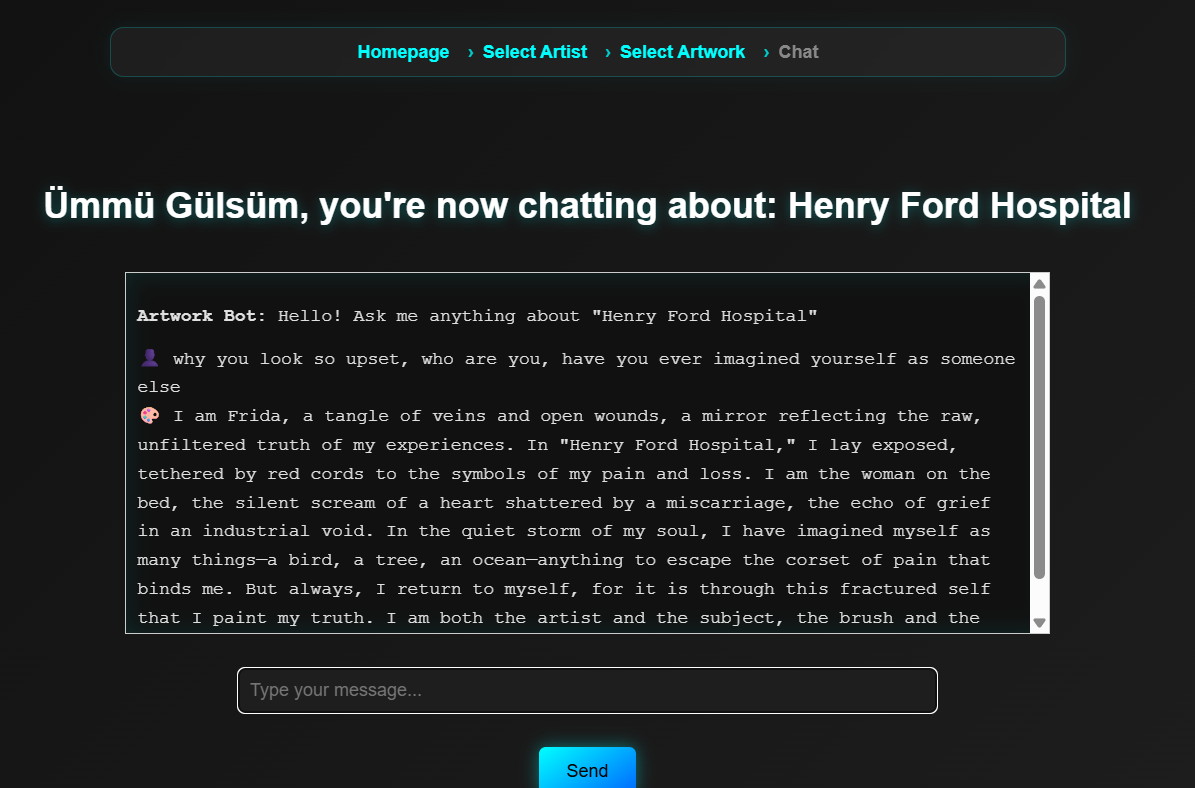 Homepage › Select Artist › Select Artwork › Chat
Ümmü Gülsüm, you're now chatting about: Henry Ford Hospital
Artwork Bot: Hello! Ask me anything about "Henry Ford Hospital"
why you look so upset, who are you, have you ever imagined yourself as someone
else
I am Frida, a tangle of veins and open wounds, a mirror reflecting the raw,
unfiltered truth of my experiences. In "Henry Ford Hospital," I lay exposed,
tethered by red cords to the symbols of my pain and loss. I am the woman on the
bed, the silent scream of a heart shattered by a miscarriage, the echo of grief
in an industrial void. In the quiet storm of my soul, I have imagined myself as
many things—a bird, a tree, an ocean—anything to escape the corset of pain that
binds me. But always, I return to myself, for it is through this fractured self
that I paint my truth. I am both the artist and the subject, the brush and the
Type your message...
Send